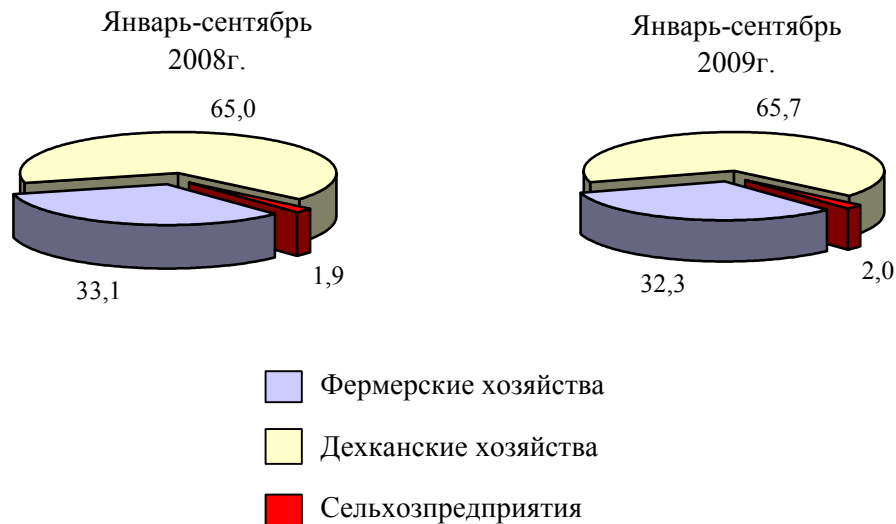 Январь-сентябрь
2008г.
65,0
33,1
1,9
Январь-сентябрь
2009г.
65,7
32,3
2,0
Фермерские хозяйства
Дехканские хозяйства
Сельхозпредприятия